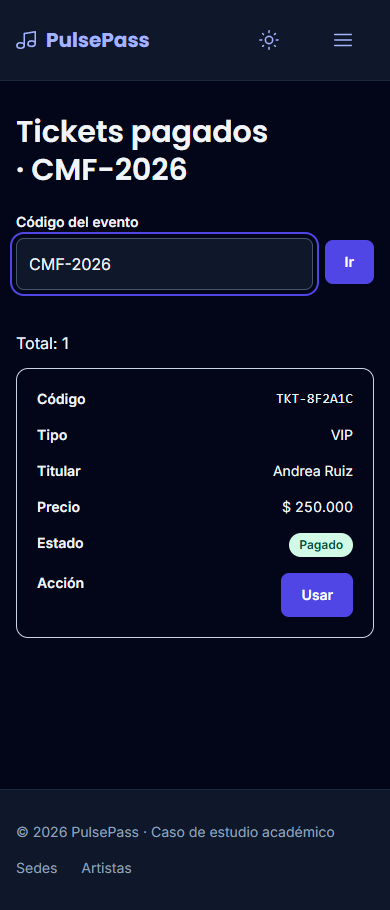 PulsePass
Tickets pagados
· CMF-2026
Código del evento
CMF-2026 Ir
Total: 1
Código TKT-8F2A1C
Tipo VIP
Titular Andrea Ruiz
Precio $ 250.000
Estado Pagado
Acción Usar
© 2026 PulsePass · Caso de estudio académico
Sedes Artistas